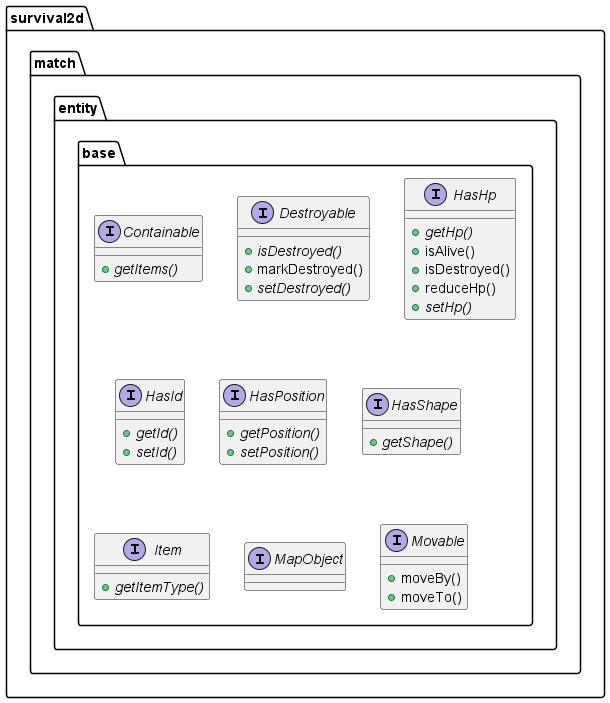 survival2d
match
entity
base
I Containable
getItems()
I Destroyable
isDestroyed()
markDestroyed()
setDestroyed()
I HasHp
getHp()
isAlive()
isDestroyed()
reduceHp()
setHp()
I HasId
getId()
setId()
I HasPosition
getPosition()
setPosition()
I HasShape
getShape()
I Item
getItemType()
I MapObject
I Movable
moveBy()
moveTo()